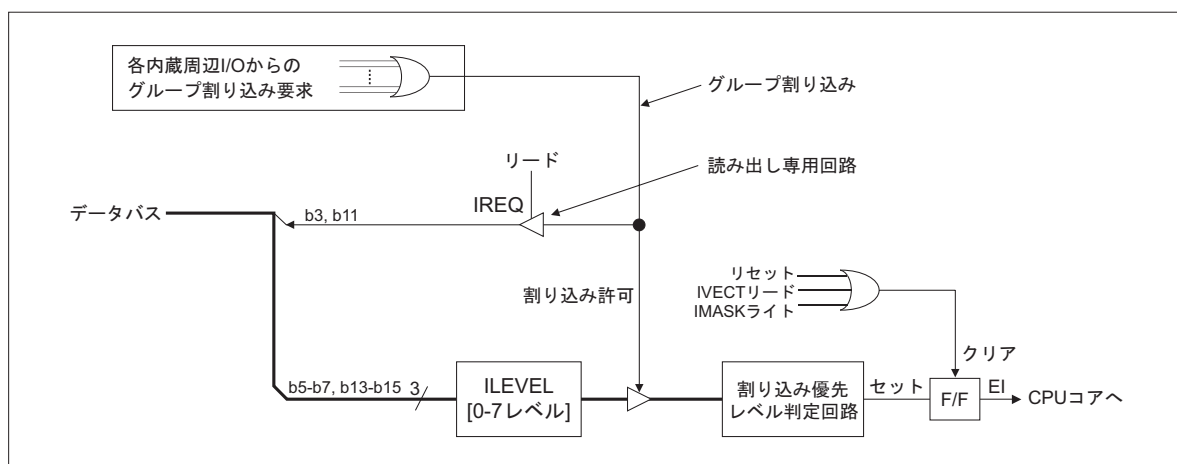 各内蔵周辺I/Oからの
グループ割り込み要求
グループ割り込み
リード
読み出し専用回路
IREQ
データバス
b3, b11
リセット
IVECTリード
IMASKライト
割り込み許可
クリア
b5-b7, b13-b15
3
ILEVEL
[0-7レベル]
割り込み優先
レベル判定回路
セット
F/F
EI
CPUコアへ